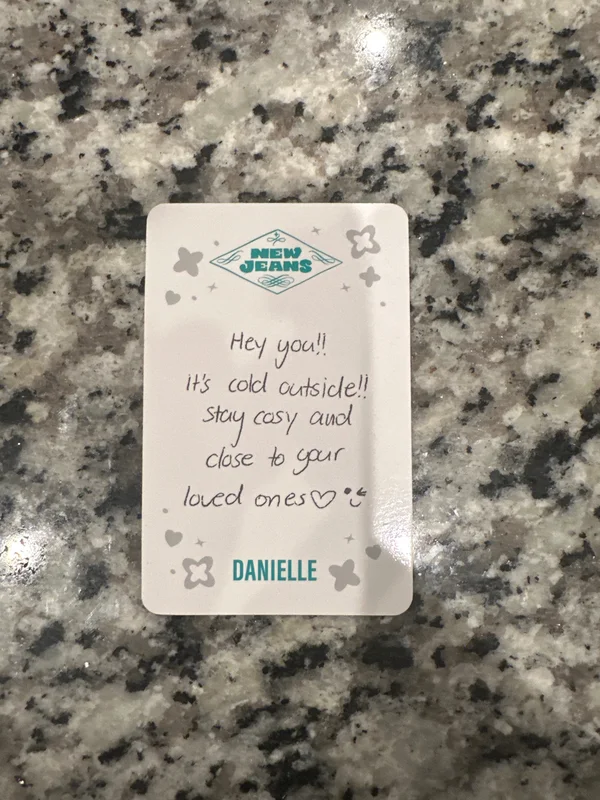 NEW
JEANS
Hey you!!
it's cold outside!!
stay cosy and
close to your
loved ones♡
DANIELLE